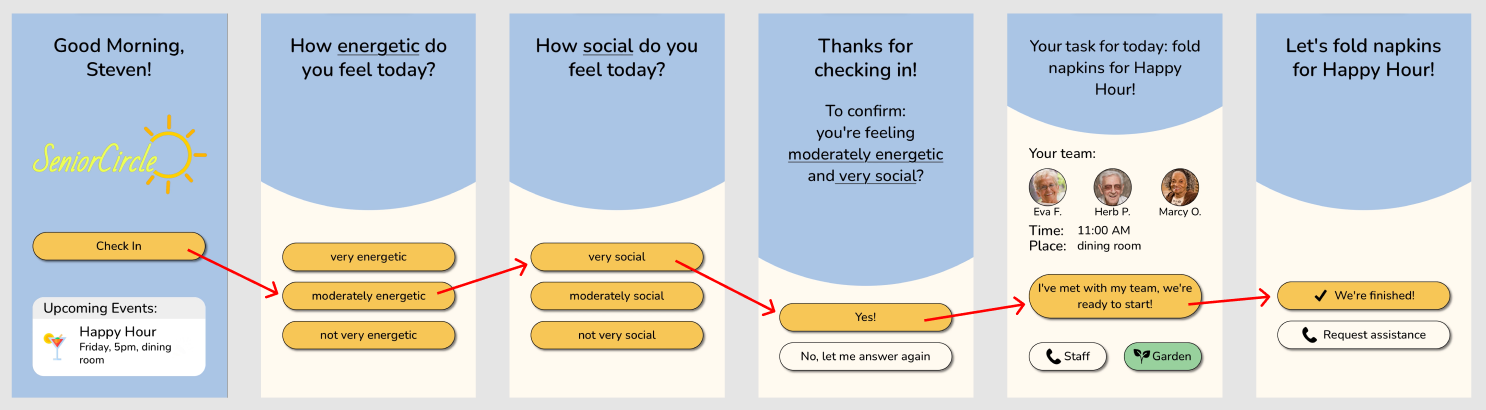 Good Morning,
Steven!
SeniorCircle
Check In
Upcoming Events:
Happy Hour
Friday, 5pm, dining
room
How energetic do
you feel today?
very energetic
moderately energetic
not very energetic
How social do you
feel today?
very social
moderately social
not very social
Thanks for
checking in!
To confirm:
you're feeling
moderately energetic
and very social?
Yes!
No, let me answer again
Your task for today: fold
napkins for Happy
Hour!
Your team:
Eva F.
Herb P.
Marcy O.
Time: 11:00 AM
Place: dining room
I've met with my team, we're
ready to start!
Staff
Garden
Let's fold napkins
for Happy Hour!
We're finished!
Request assistance